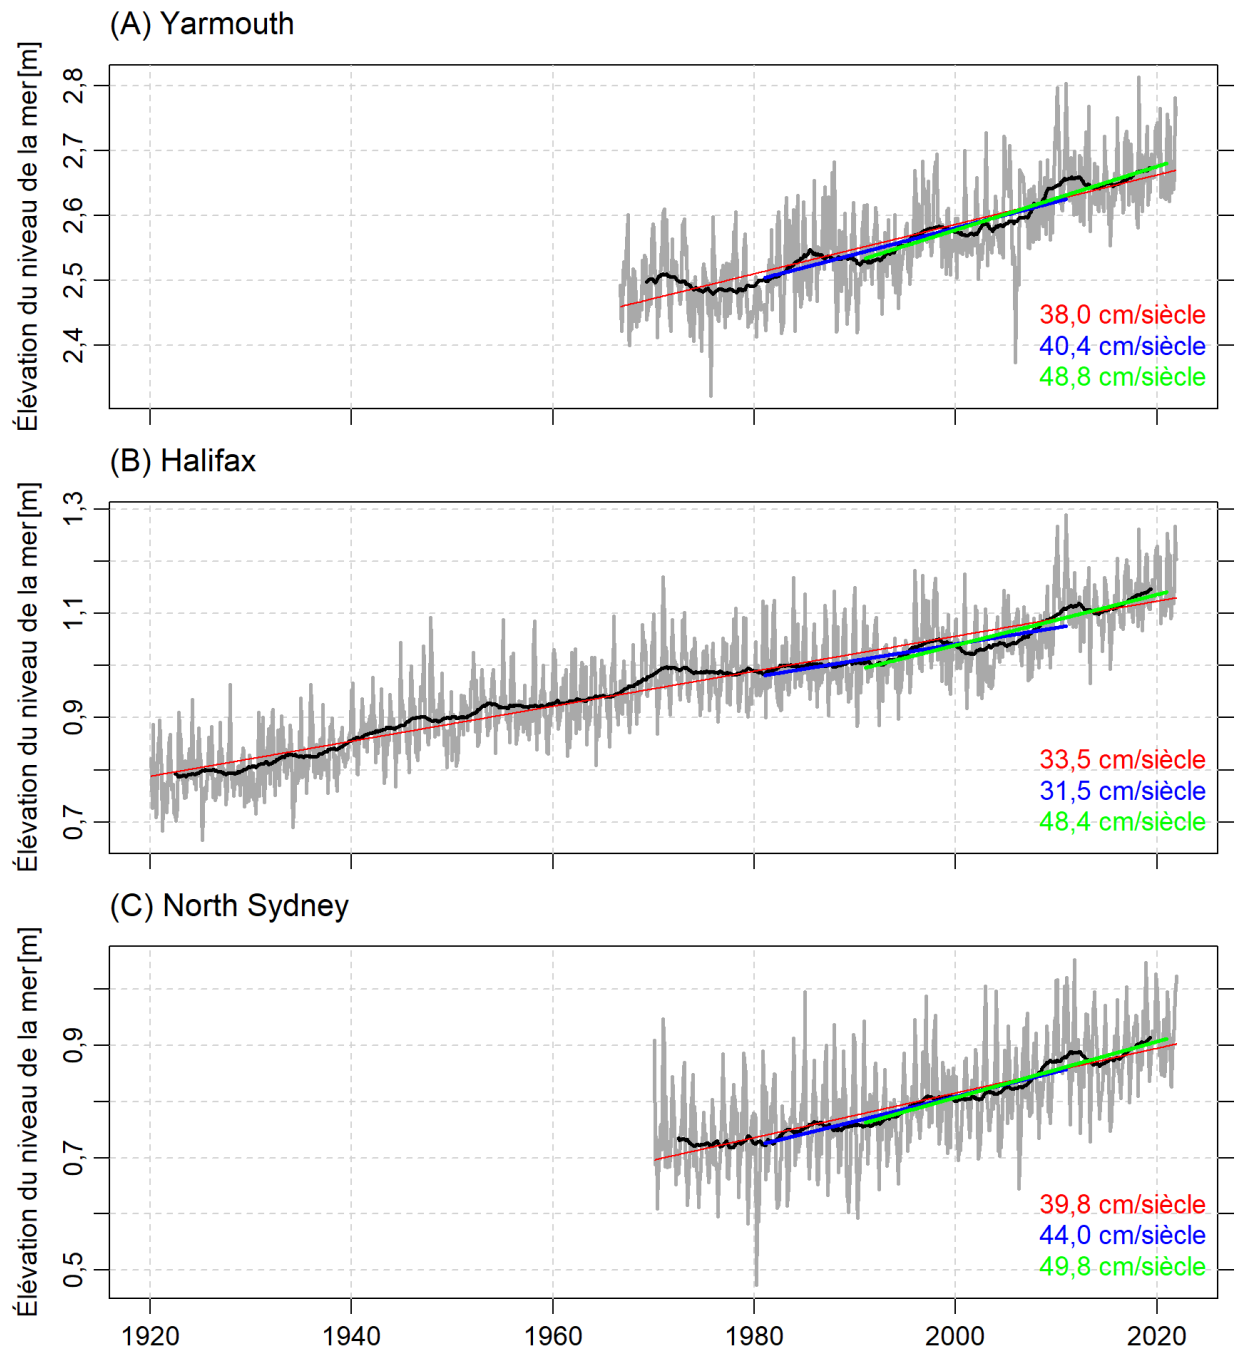 (A) Yarmouth
Élévation du niveau de la mer[m]
2,8
2,7
2,6
2,5
2,4
38,0 cm/siècle
40,4 cm/siècle
48,8 cm/siècle
(B) Halifax
Élévation du niveau de la mer[m]
1,3
1,1
0,9
0,7
33,5 cm/siècle
31,5 cm/siècle
48,4 cm/siècle
(C) North Sydney
Élévation du niveau de la mer[m]
0,9
0,7
0,5
39,8 cm/siècle
44,0 cm/siècle
49,8 cm/siècle
1920 1940 1960 1980 2000 2020